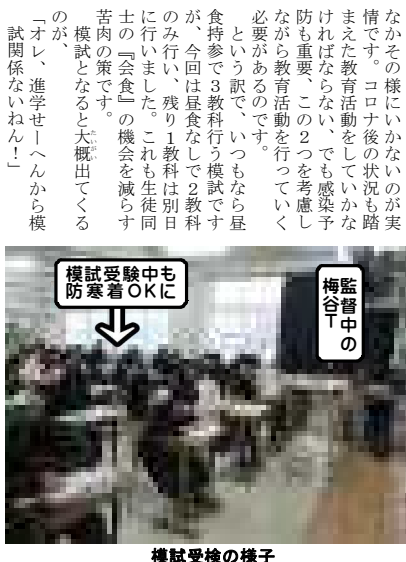 なかその様にいかないのが実
情です。コロナ後の状況も踏
まえた教育活動をしていかな
ければならない、でも感染予
防も重要、この2つを考慮し
ながら教育活動を行っていく
必要があるのです。
という訳で、いつもなら昼
食持参で3教科行う模試です
が、今回は昼食なしで2教科
のみ行い、残り1教科は別日
に行いました。これも生徒同
士の『会食』の機会を減らす
苦肉の策です。
模試となると大概出てくる
たいがい
のが、
「オレ、進学せーへんから模
試関係ないねん！」
監督中の
梅谷T
模試受験中も
防寒着OKに
模試受検の様子